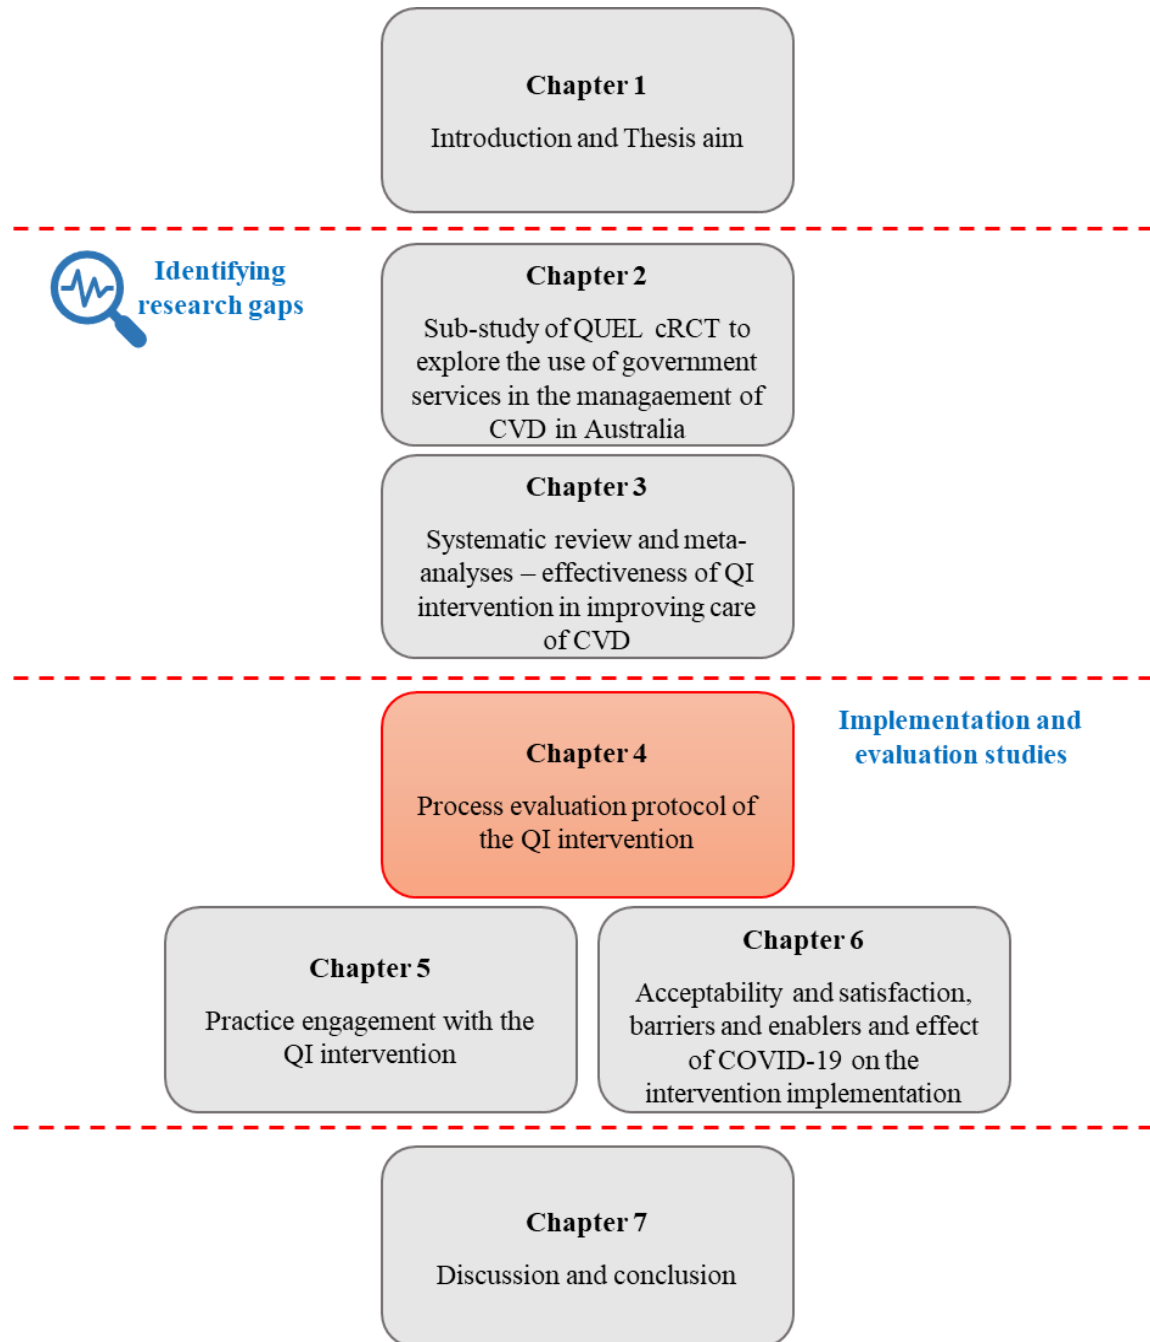 Chapter 1
Introduction and Thesis aim
Identifying
research gaps
Chapter 2
Sub-study of QUEL cRCT to
explore the use of government
services in the managaement of
CVD in Australia
Chapter 3
Systematic review and meta-
analyses – effectiveness of QI
intervention in improving care
of CVD
Chapter 4
Process evaluation protocol of
the QI intervention
Implementation and
evaluation studies
Chapter 5
Practice engagement with the
QI intervention
Chapter 6
Acceptability and satisfaction,
barriers and enablers and effect
of COVID-19 on the
intervention implementation
Chapter 7
Discussion and conclusion